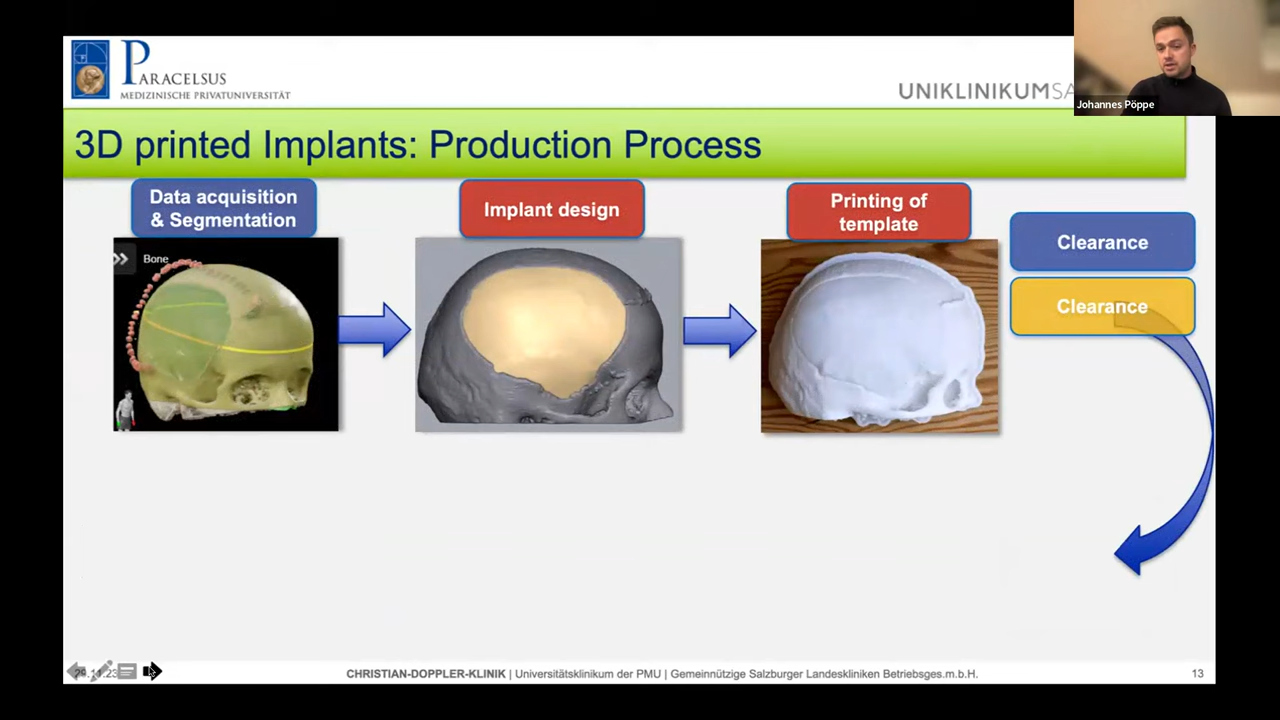 PARACELSUS
MEDIZINISCHE PRIVATUNIVERSITÄT
UNIKLINIKUMSA
Johannes Pöppe
3D printed Implants: Production Process
Data acquisition
& Segmentation
Implant design
Printing of
template
Clearance
Clearance
Bone
CHRISTIAN-DOPPLER-KLINIK | Universitätsklinikum der PMU | Gemeinnützige Salzburger Landeskliniken Betriebsges.m.b.H.
13